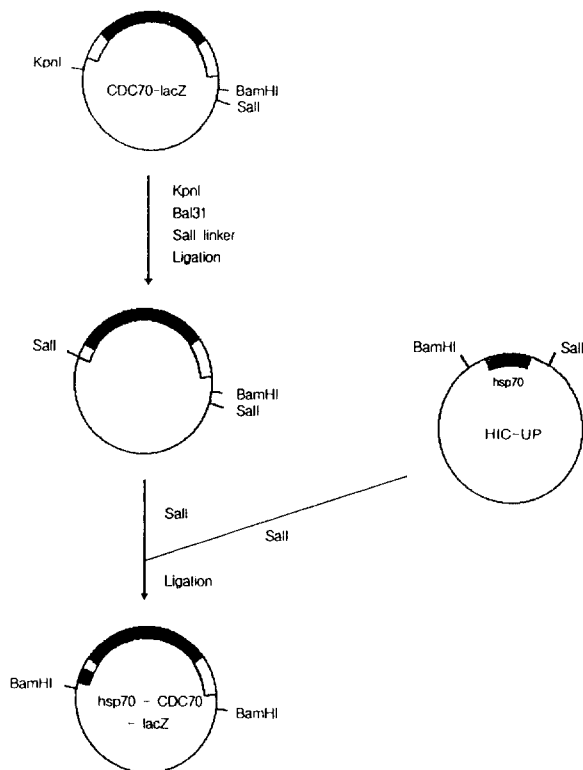 KpnI
CDC70-lacZ
BamHI
SalI
KpnI
Bal31
SalI linker
Ligation
SalI
BamHI
SalI
BamHI
SalI
hsp70
HIC-UP
SalI
SalI
Ligation
BamHI
hsp70 - CDC70
- lacZ
BamHI